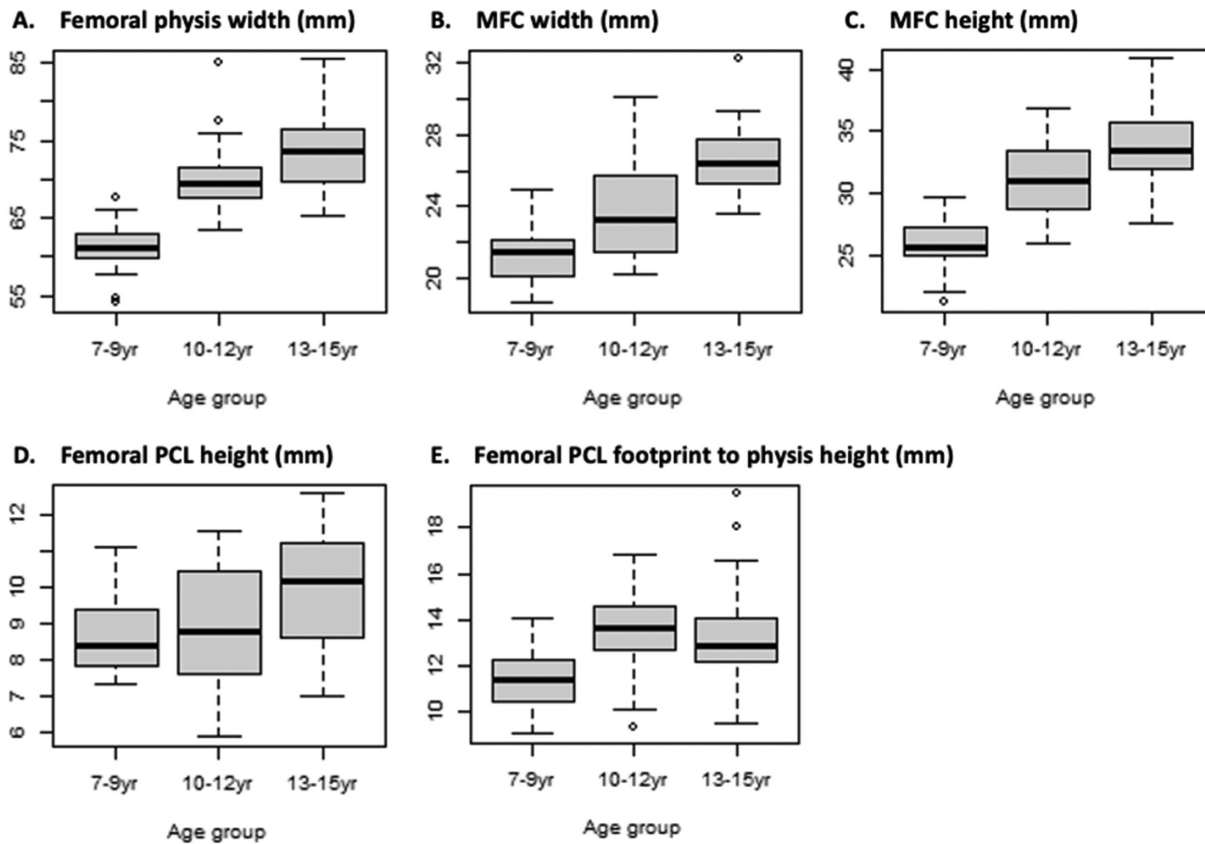 A. Femoral physis width (mm)
B. MFC width (mm)
C. MFC height (mm)
85
75
65
55
7-9yr 10-12yr 13-15yr
Age group
32
28
24
20
7-9yr 10-12yr 13-15yr
Age group
40
35
30
25
7-9yr 10-12yr 13-15yr
Age group
D. Femoral PCL height (mm)
E. Femoral PCL footprint to physis height (mm)
12
10
9
8
7
6
7-9yr 10-12yr 13-15yr
Age group
18
16
14
12
10
7-9yr 10-12yr 13-15yr
Age group